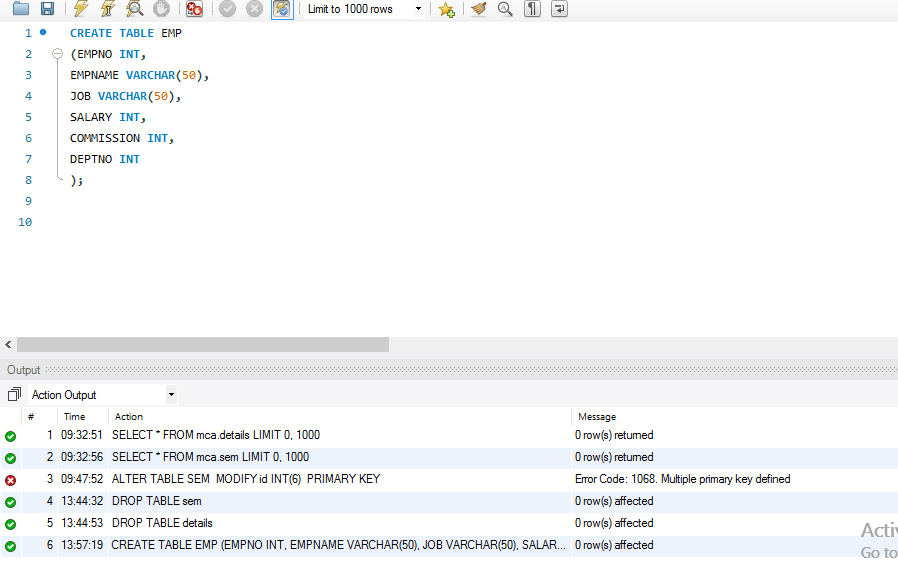 Limit to 1000 rows
1 CREATE TABLE EMP
2 (EMPNO INT,
3 EMPNAME VARCHAR(50),
4 JOB VARCHAR(50),
5 SALARY INT,
6 COMMISSION INT,
7 DEPTNO INT
8 );
9
10
Output
Action Output
# Time Action Message
1 09:32:51 SELECT * FROM mca.details LIMIT 0, 1000 0 row(s) returned
2 09:32:56 SELECT * FROM mca.sem LIMIT 0, 1000 0 row(s) returned
3 09:47:52 ALTER TABLE SEM MODIFY id INT(6) PRIMARY KEY Error Code: 1068. Multiple primary key defined
4 13:44:32 DROP TABLE sem 0 row(s) affected
5 13:44:53 DROP TABLE details 0 row(s) affected
6 13:57:19 CREATE TABLE EMP (EMPNO INT, EMPNAME VARCHAR(50), JOB VARCHAR(50), SALAR... 0 row(s) affected
Activ
Go to